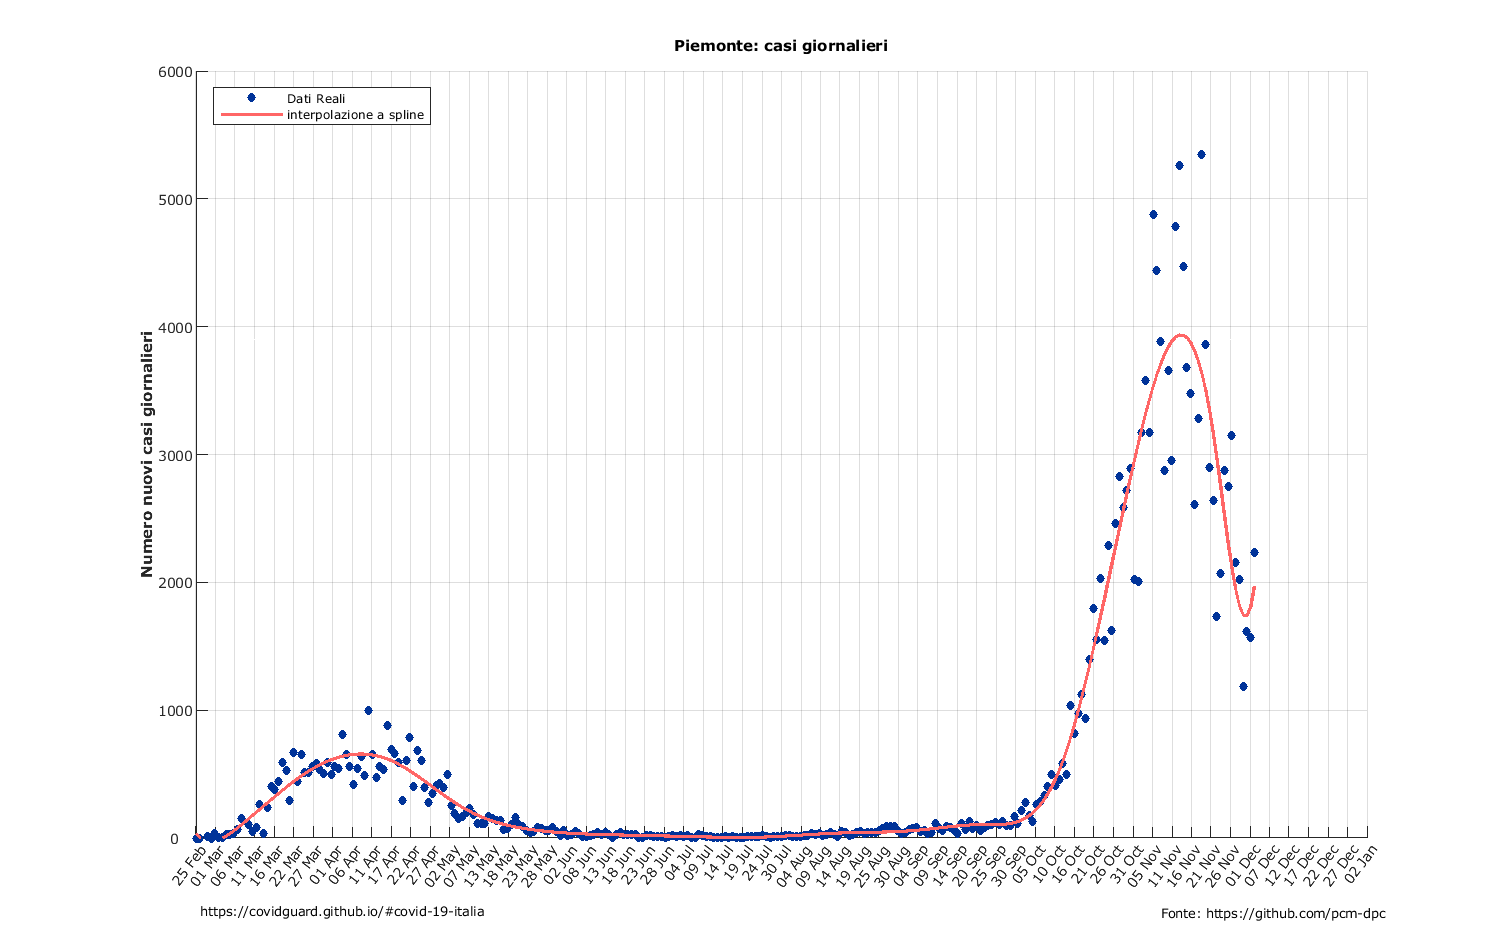 Piemonte: casi giornalieri
6000
5000
4000
3000
2000
1000
0
Dati Reali
interpolazione a spline
Numero nuovi casi giornalieri
25 Feb
01 Mar
06 Mar
11 Mar
16 Mar
22 Mar
27 Mar
01 Apr
06 Apr
11 Apr
17 Apr
22 Apr
27 Apr
02 May
07 May
13 May
18 May
23 May
28 May
02 Jun
08 Jun
13 Jun
18 Jun
23 Jun
28 Jun
04 Jul
09 Jul
14 Jul
19 Jul
24 Jul
30 Jul
04 Aug
09 Aug
14 Aug
19 Aug
25 Aug
30 Aug
04 Sep
09 Sep
14 Sep
20 Sep
25 Sep
30 Sep
05 Oct
10 Oct
16 Oct
21 Oct
26 Oct
31 Oct
05 Nov
11 Nov
16 Nov
21 Nov
26 Nov
01 Dec
07 Dec
12 Dec
17 Dec
22 Dec
27 Dec
02 Jan
https://covidguard.github.io/#covid-19-italia
Fonte: https://github.com/pcm-dpc